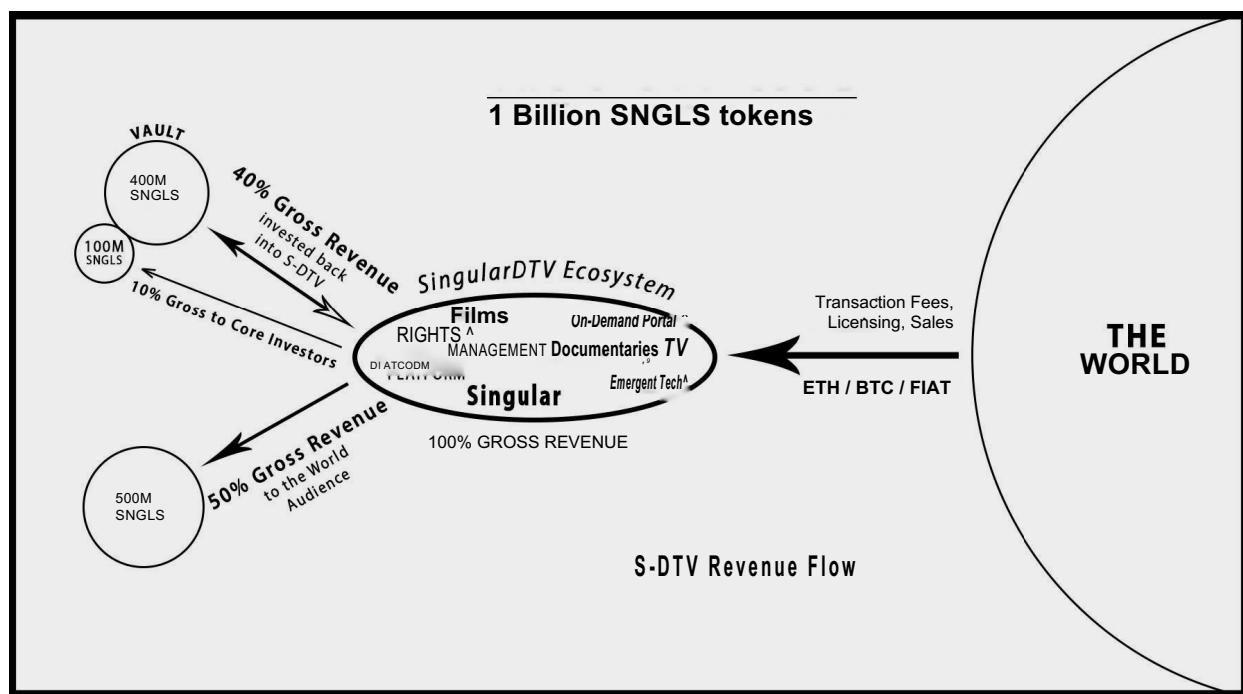 1 Billion SNGLS tokens
VAULT
400M
SNGLS
100M
SNGLS
40% Gross Revenue
invested back
into S-DTV
10% Gross to Core Investors
SingularDTV Ecosystem
Films
On-Demand Portal
RIGHTS ^
MANAGEMENT Documentaries TV
DI ATCODM
Emergent Tech^
Singular
100% GROSS REVENUE
Transaction Fees,
Licensing, Sales
ETH / BTC / FIAT
THE
WORLD
50% Gross Revenue
to the World
Audience
500M
SNGLS
S-DTV Revenue Flow